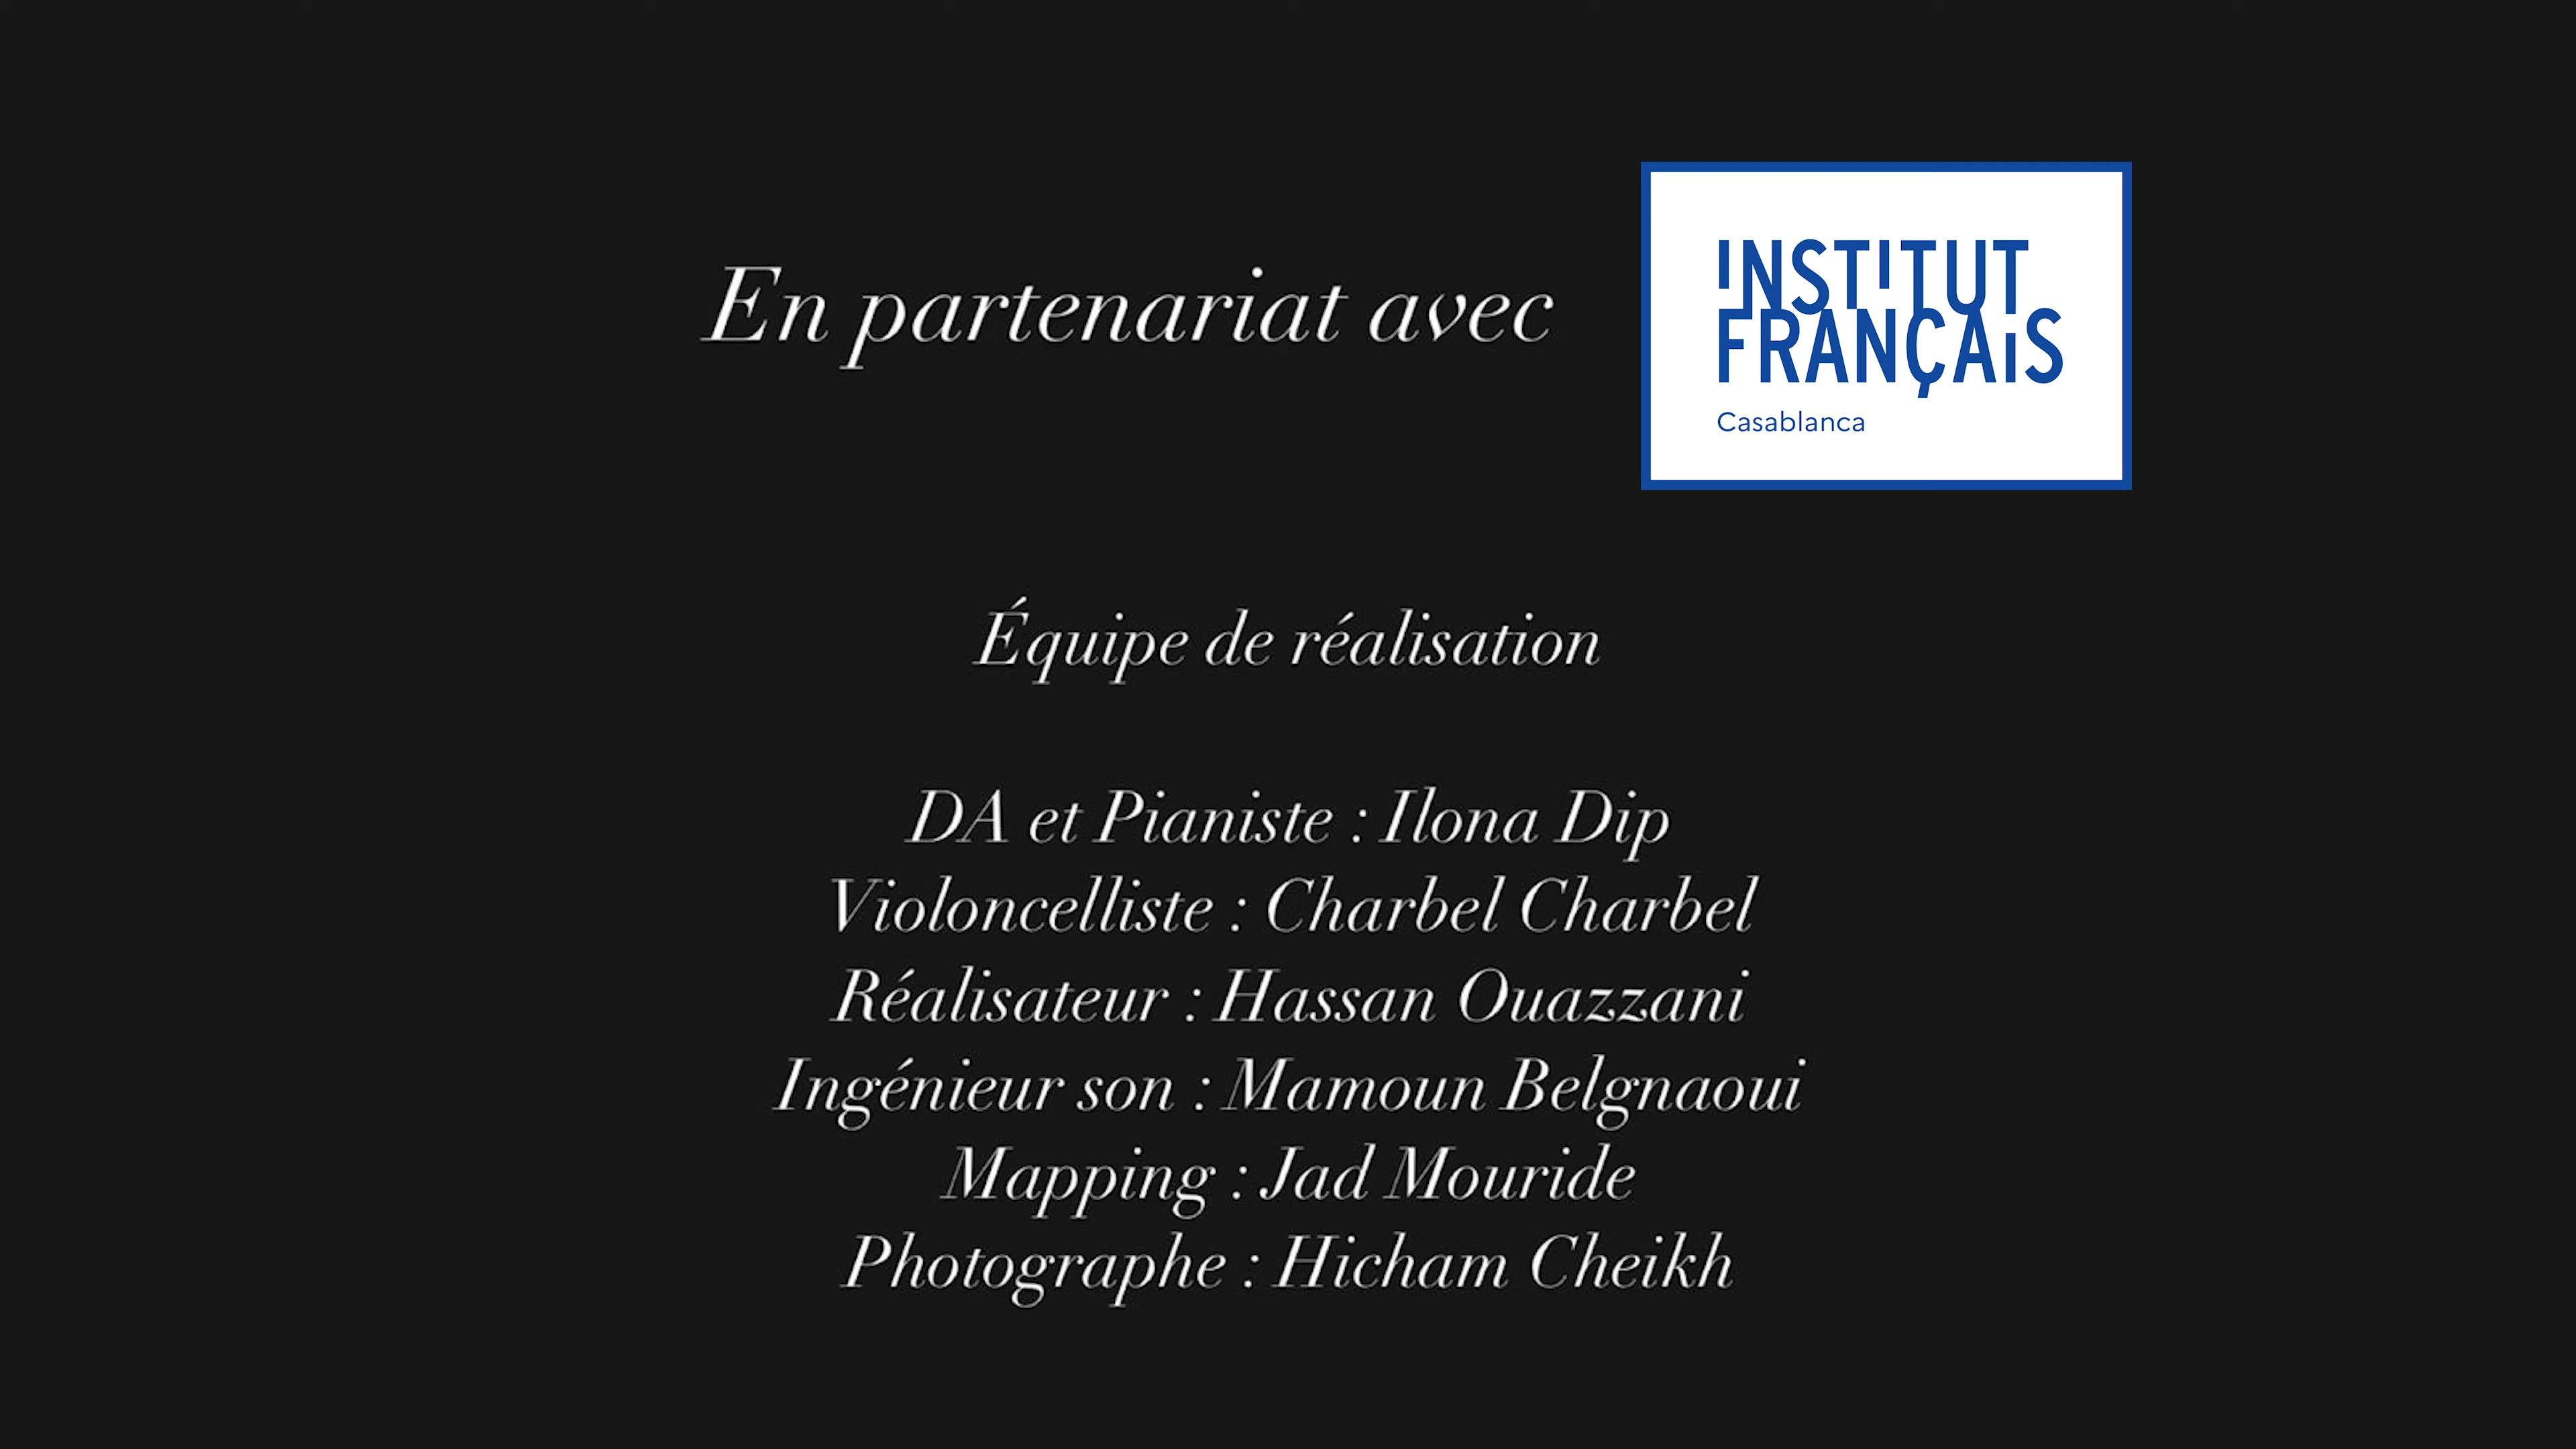 En partenariat avec
INSTITUT
FRANÇAiS
Casablanca
Équipe de réalisation
DA et Pianiste : Ilona Dip
Violoncelliste : Charbel Charbel
Réalisateur : Hassan Ouazzani
Ingénieur son : Mamoun Belgnaoui
Mapping : Jad Mouride
Photographe : Hicham Cheikh